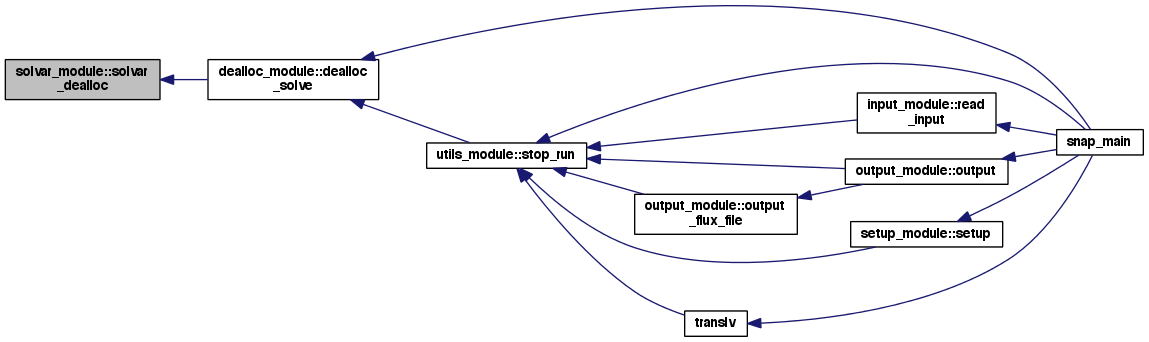 solvar_module::solvar
_dealloc
dealloc_module::dealloc
_solve
utils_module::stop_run
input_module::read
_input
snap_main
output_module::output
output_module::output
_flux_file
setup_module::setup
translv